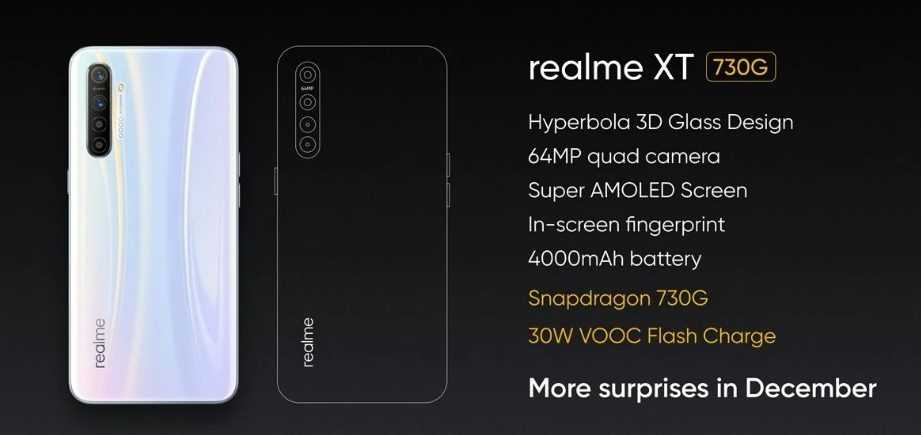 realme XT 730G
Hyperbola 3D Glass Design
64MP quad camera
Super AMOLED Screen
In-screen fingerprint
4000mAh battery
Snapdragon 730G
30W VOOC Flash Charge
More surprises in December
64MP
realme
realme